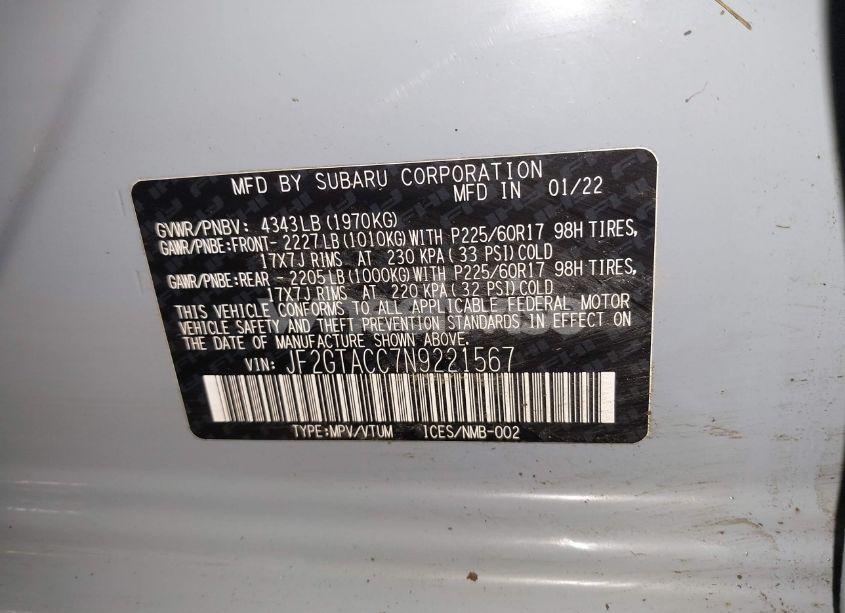 MFD BY SUBARU CORPORATION
MFD IN 01/22
GVWR/PNBV: 4343LB (1970KG)
GAWR/PNBE:FRONT- 2227LB (1010KG) WITH P225/60R17 98H TIRES,
17X7J RIMS AT 230 KPA (33 PSI) COLD
GAWR/PNBE:REAR - 2205LB (1000KG) WITH P225/60R17 98H TIRES,
17X7J RIMS AT 220 KPA (32 PSI) COLD
THIS VEHICLE CONFORMS TO ALL APPLICABLE FEDERAL MOTOR
VEHICLE SAFETY AND THEFT PREVENTION STANDARDS IN EFFECT ON
THE DATE OF MANUFACTURE SHOWN ABOVE.
VIN: JF2GTACC7N9221567
TYPE:MPV/VTUM ICES/NMB-002